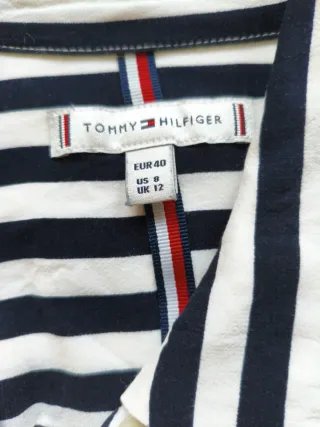 TOMMY HILFIGER
EUR 40
US 8
UK 12